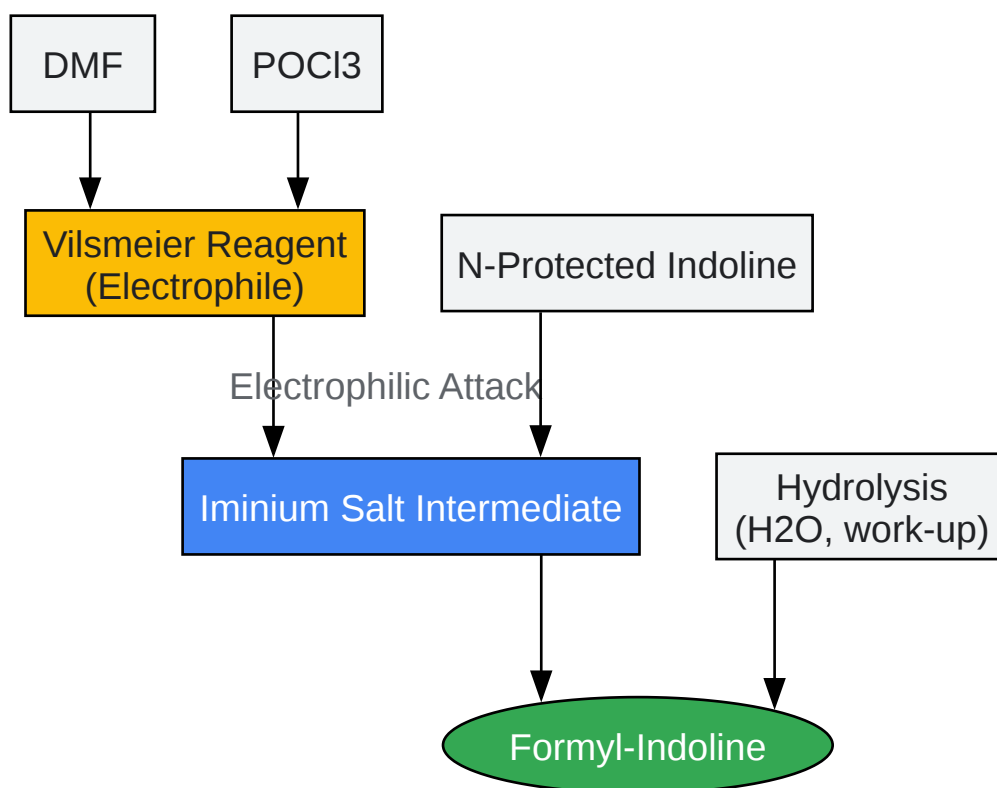 DMF
POCl3
Vilsmeier Reagent
(Electrophile)
N-Protected Indoline
Electrophilic Attack
Iminium Salt Intermediate
Hydrolysis
(H2O, work-up)
Formyl-Indoline